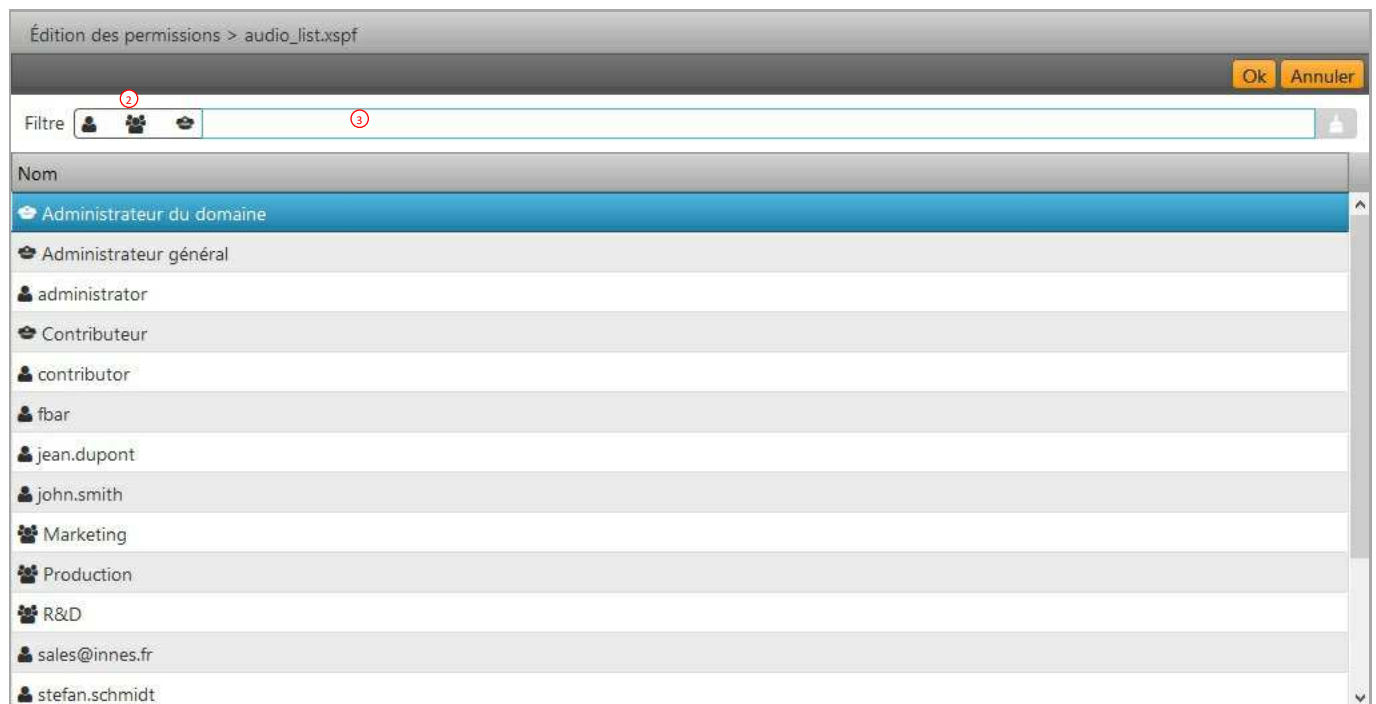 Édition des permissions > audio_list.xspf
Ok Annuler
2
Filtre 3
Nom
Administrateur du domaine
Administrateur général
administrator
Contributeur
contributor
fbar
jean.dupont
john.smith
Marketing
Production
R&D
sales@innes.fr
stefan.schmidt